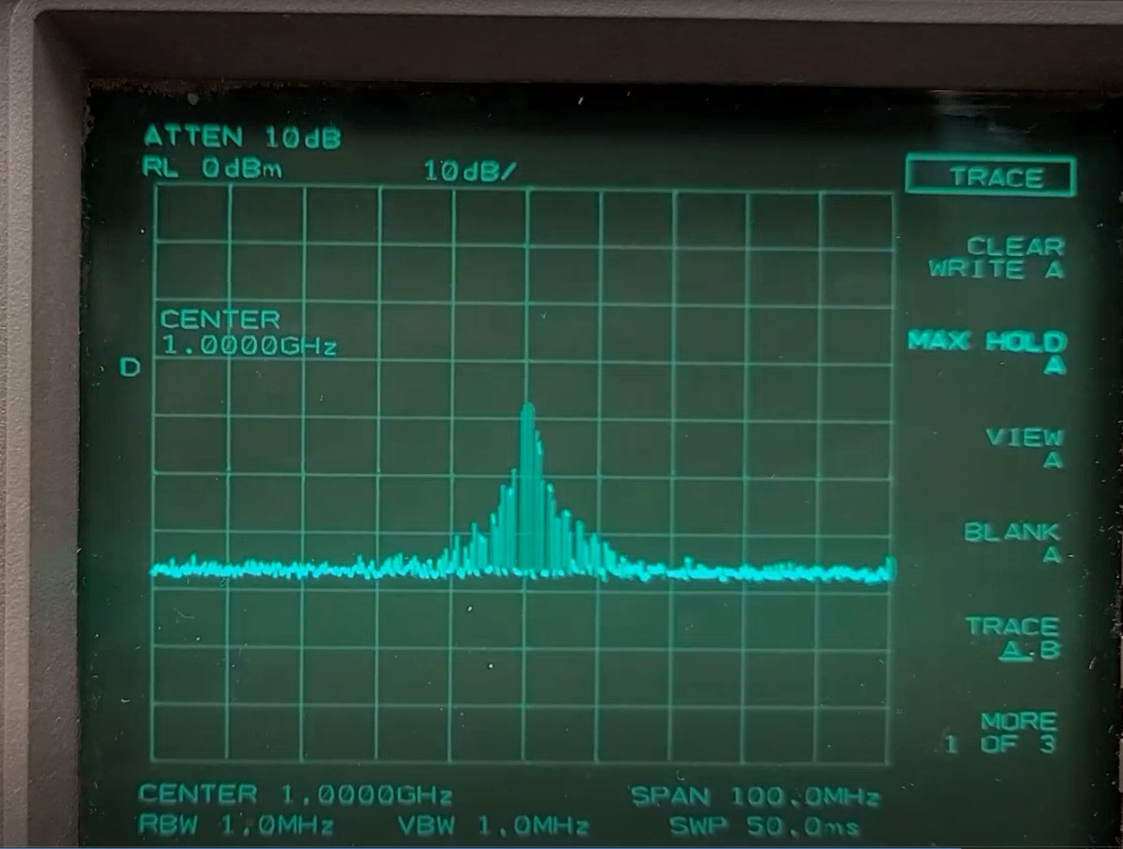 ATTEN 10dB
RL 0dBm 10dB/
TRACE
CLEAR
WRITE A
CENTER
1.0000GHz
MAX HOLD
A
D
VIEW
A
BLANK
A
TRACE
A B
MORE
1 OF 3
CENTER 1.0000GHz SPAN 100.0MHz
RBW 1.0MHz VBW 1.0MHz SWP 50.0ms